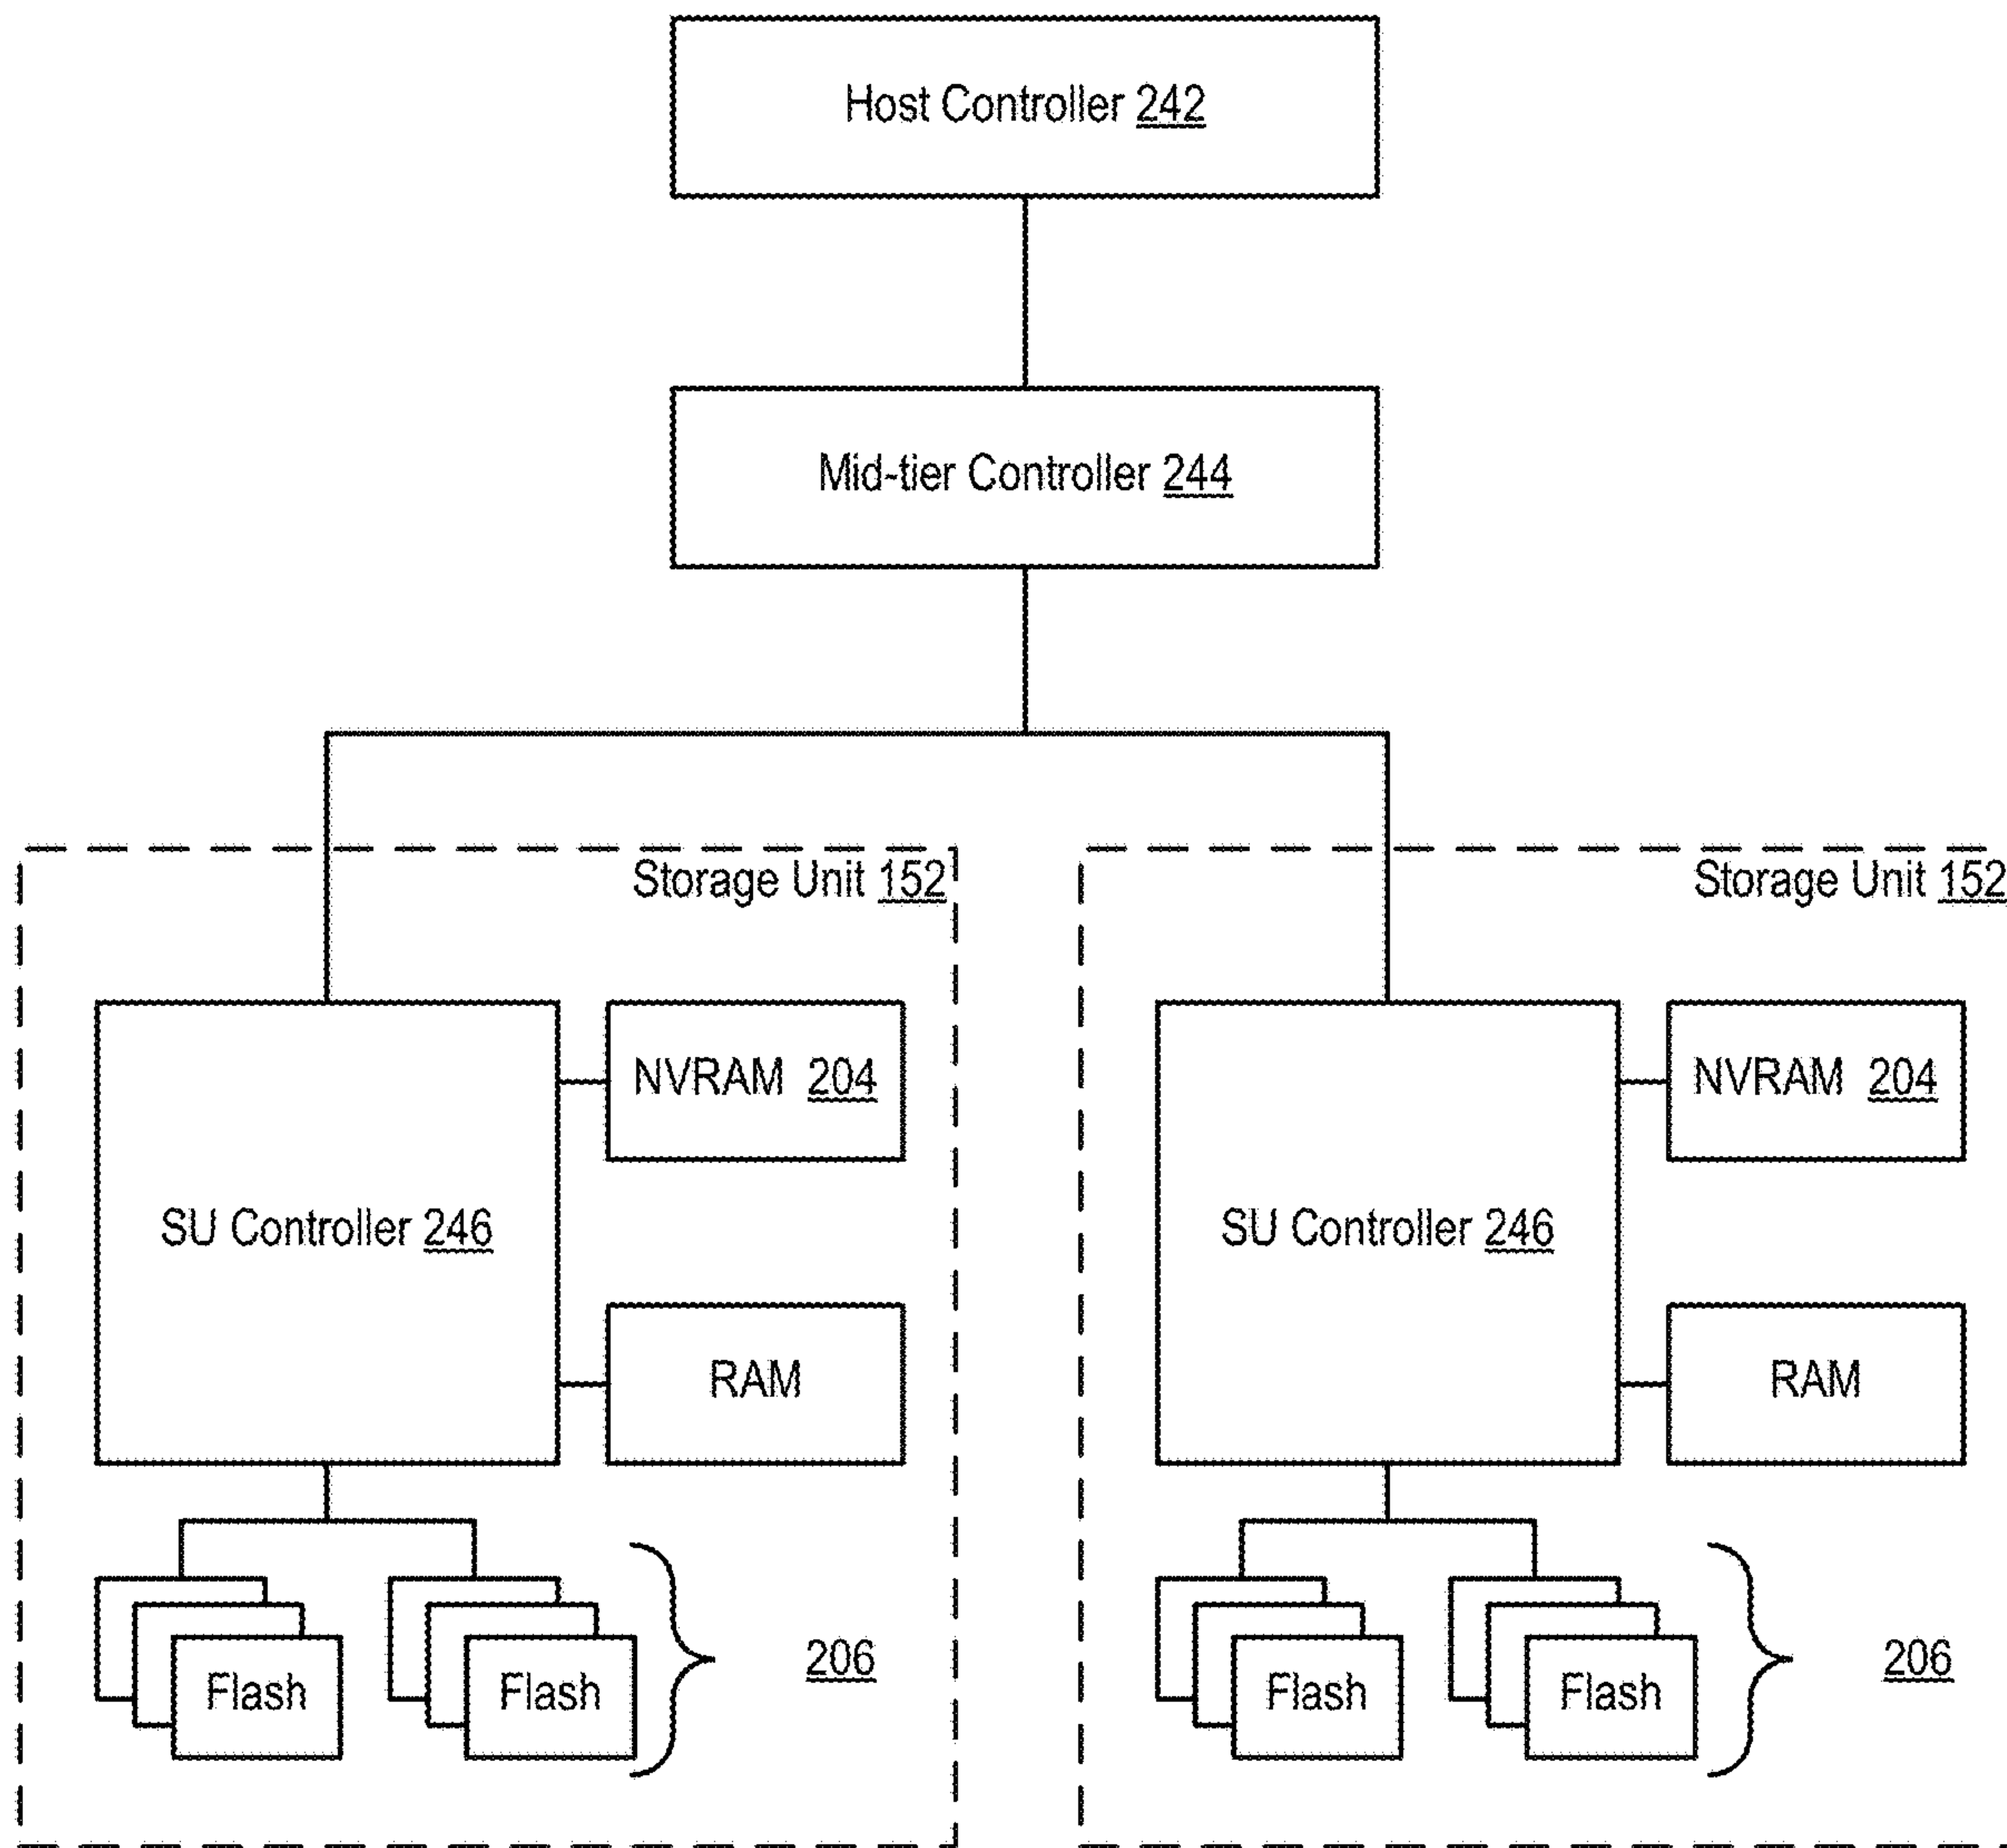 Host Controller 242
Mid-tier Controller 244
Storage Unit 152
Storage Unit 152
NVRAM 204
NVRAM 204
SU Controller 246
SU Controller 246
RAM
RAM
206
206
Flash
Flash
Flash
Flash